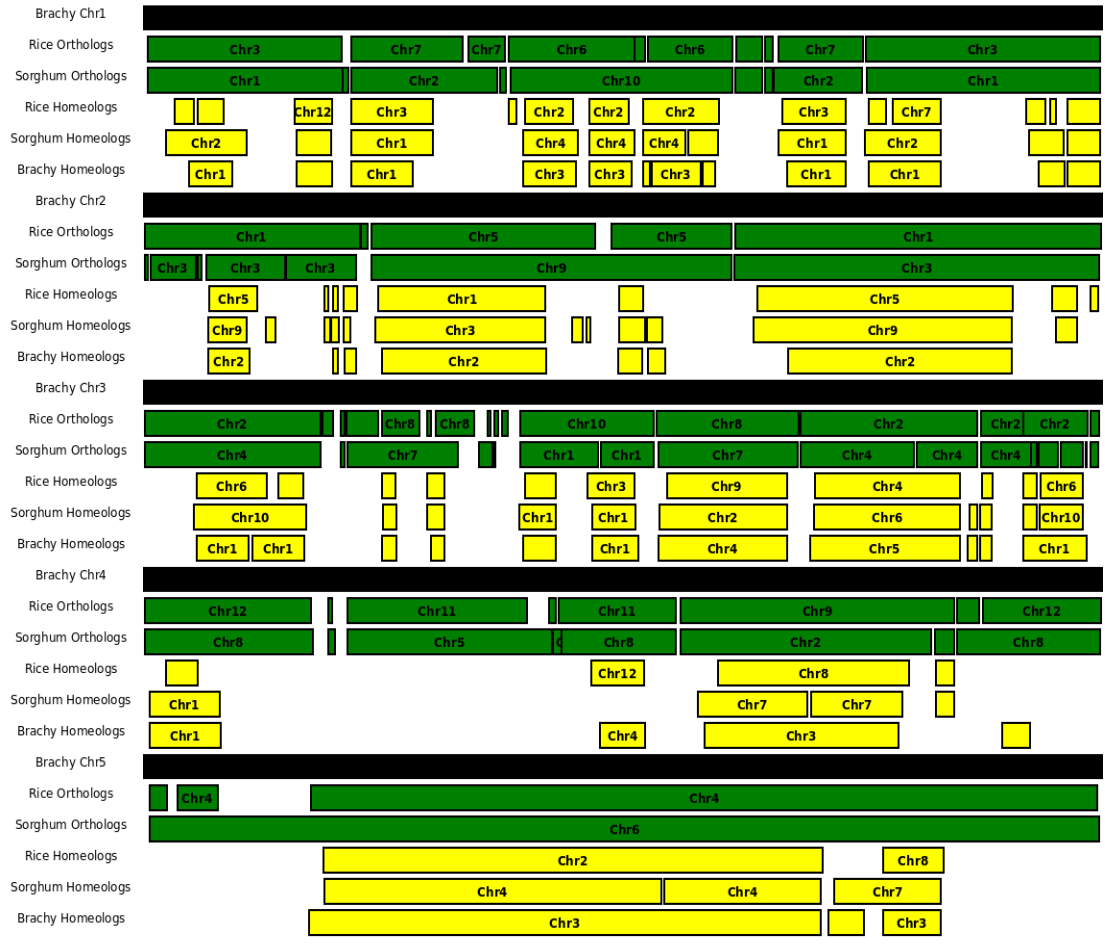 Brachy Chr1
Rice Orthologs Chr3 Chr7 Chr7 Chr6 Chr6 Chr7 Chr3
Sorghum Orthologs Chr1 Chr2 Chr10 Chr2 Chr1
Rice Homeologs Chr12 Chr3 Chr2 Chr2 Chr2 Chr3 Chr7
Sorghum Homeologs Chr2 Chr1 Chr4 Chr4 Chr4 Chr1 Chr2
Brachy Homeologs Chr1 Chr1 Chr3 Chr3 Chr3 Chr1 Chr1
Brachy Chr2
Rice Orthologs Chr1 Chr5 Chr5 Chr1
Sorghum Orthologs Chr3 Chr3 Chr3 Chr9 Chr3
Rice Homeologs Chr5 Chr1 Chr5
Sorghum Homeologs Chr9 Chr3 Chr9
Brachy Homeologs Chr2 Chr2 Chr2
Brachy Chr3
Rice Orthologs Chr2 Chr8 Chr8 Chr10 Chr8 Chr2 Chr2 Chr2
Sorghum Orthologs Chr4 Chr7 Chr1 Chr1 Chr7 Chr4 Chr4 Chr4
Rice Homeologs Chr6 Chr3 Chr9 Chr4 Chr6
Sorghum Homeologs Chr10 Chr1 Chr1 Chr2 Chr6 Chr10
Brachy Homeologs Chr1 Chr1 Chr1 Chr4 Chr5 Chr1
Brachy Chr4
Rice Orthologs Chr12 Chr11 Chr11 Chr9 Chr12
Sorghum Orthologs Chr8 Chr5 Chr8 Chr2 Chr8
Rice Homeologs Chr12 Chr8
Sorghum Homeologs Chr1 Chr7 Chr7
Brachy Homeologs Chr1 Chr4 Chr3
Brachy Chr5
Rice Orthologs Chr4 Chr4
Sorghum Orthologs Chr6
Rice Homeologs Chr2 Chr8
Sorghum Homeologs Chr4 Chr4 Chr7
Brachy Homeologs Chr3 Chr3